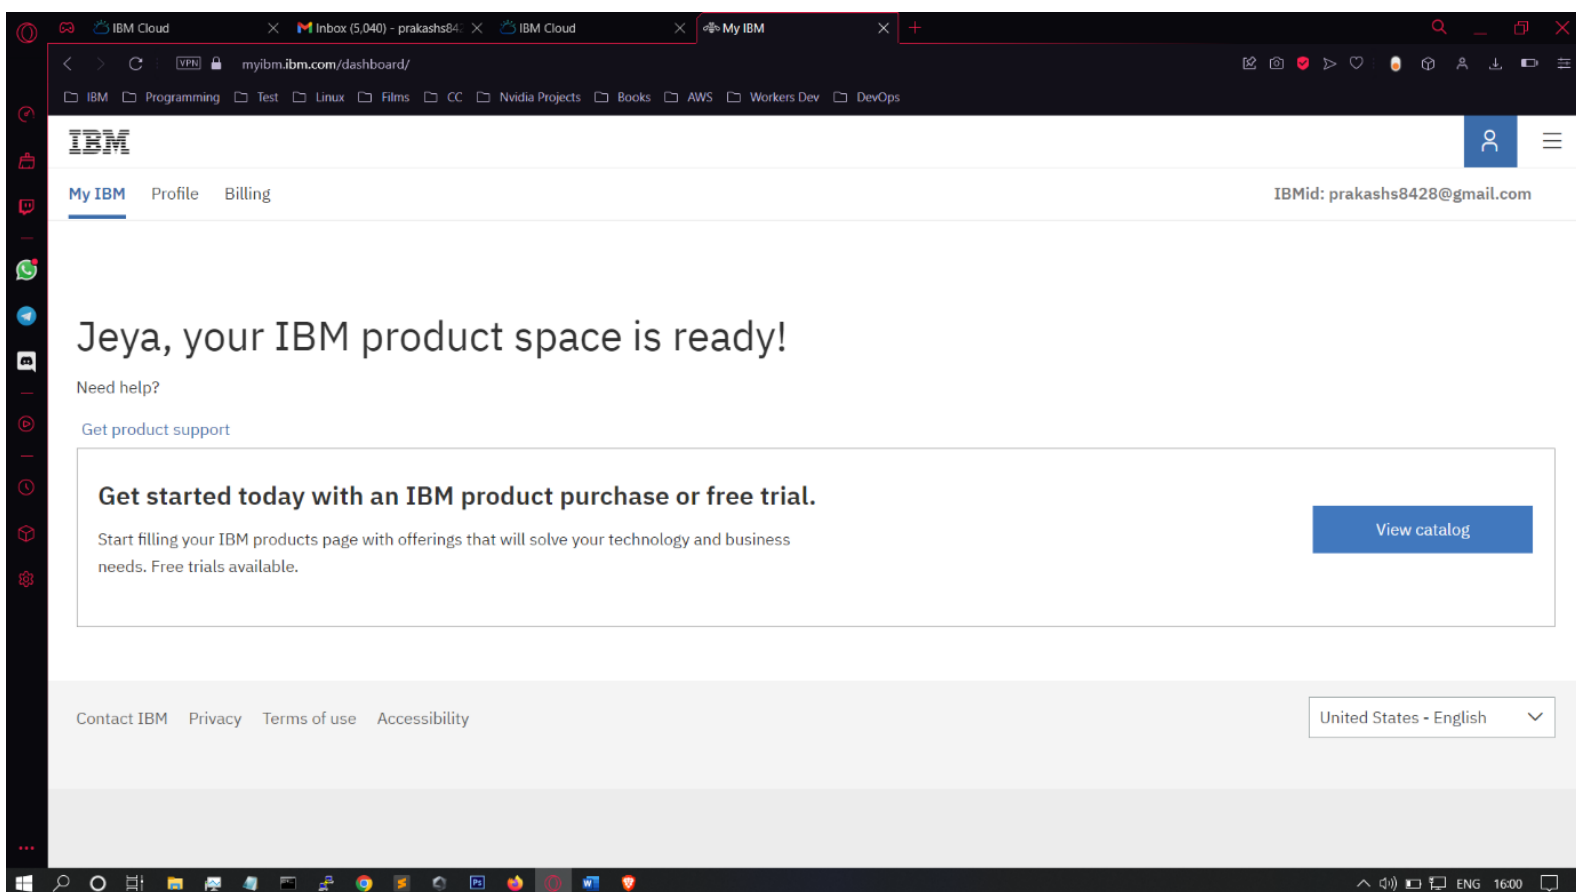 IBM Cloud
Inbox (5,040) - prakashs842
IBM Cloud
My IBM
VPN
myibm.ibm.com/dashboard/
IBM Programming Test Linux Films CC Nvidia Projects Books AWS Workers Dev DevOps
IBM
My IBM Profile Billing
IBMid: prakashs8428@gmail.com
Jeya, your IBM product space is ready!
Need help?
Get product support
Get started today with an IBM product purchase or free trial.
Start filling your IBM products page with offerings that will solve your technology and business
needs. Free trials available.
View catalog
Contact IBM Privacy Terms of use Accessibility
United States - English
Ps
ENG 16:00